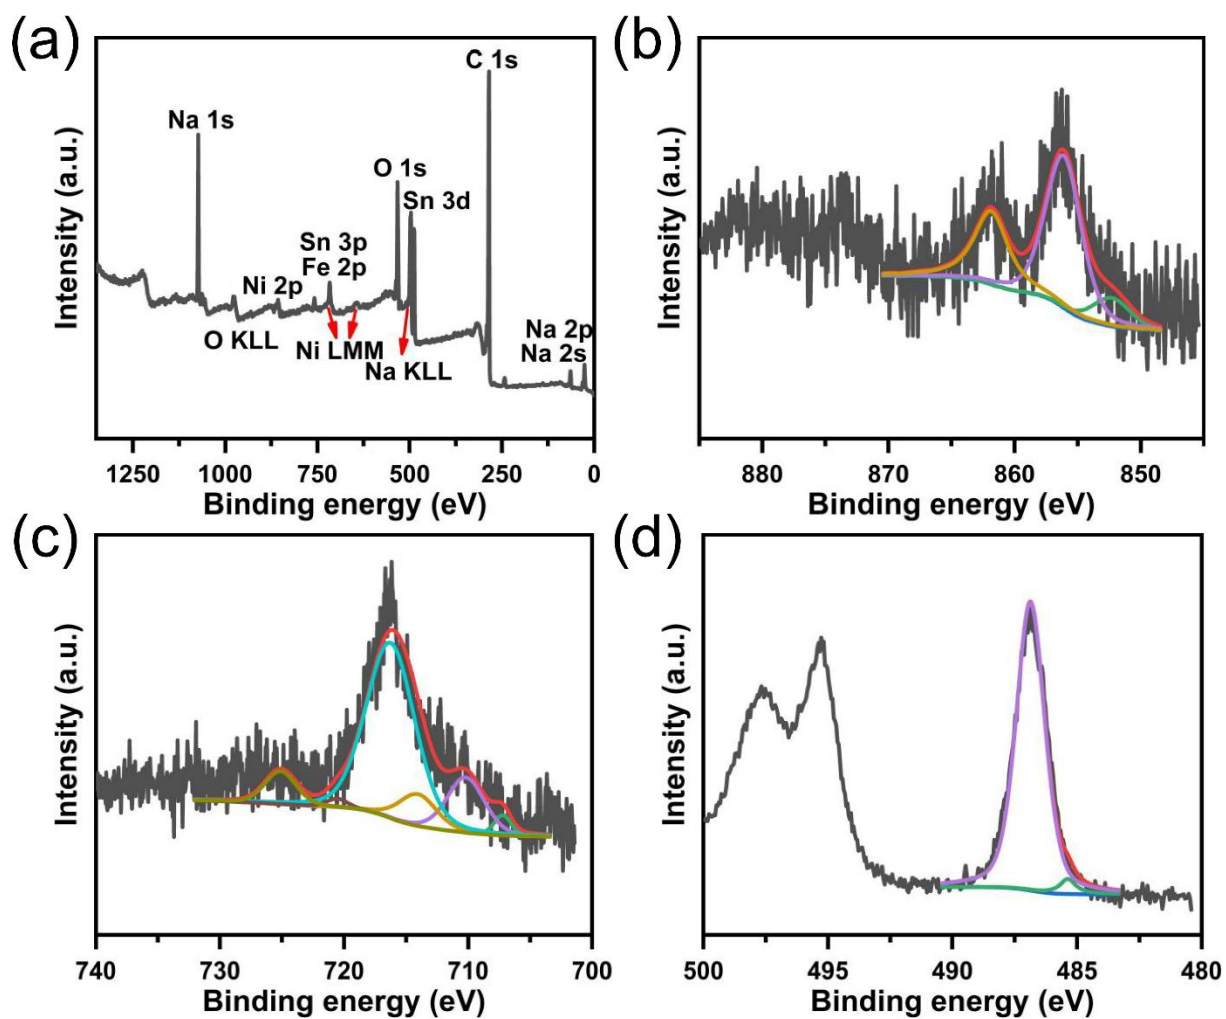 (a)
C 1s
Na 1s
O 1s
Sn 3d
Sn 3p
Fe 2p
Ni 2p
O KLL
Ni LMM
Na KLL
Na 2p
Na 2s
Intensity (a.u.)
1250 1000 750 500 250 0
Binding energy (eV)
(b)
Intensity (a.u.)
880 870 860 850
Binding energy (eV)
(c)
Intensity (a.u.)
740 730 720 710 700
Binding energy (eV)
(d)
Intensity (a.u.)
500 495 490 485 480
Binding energy (eV)